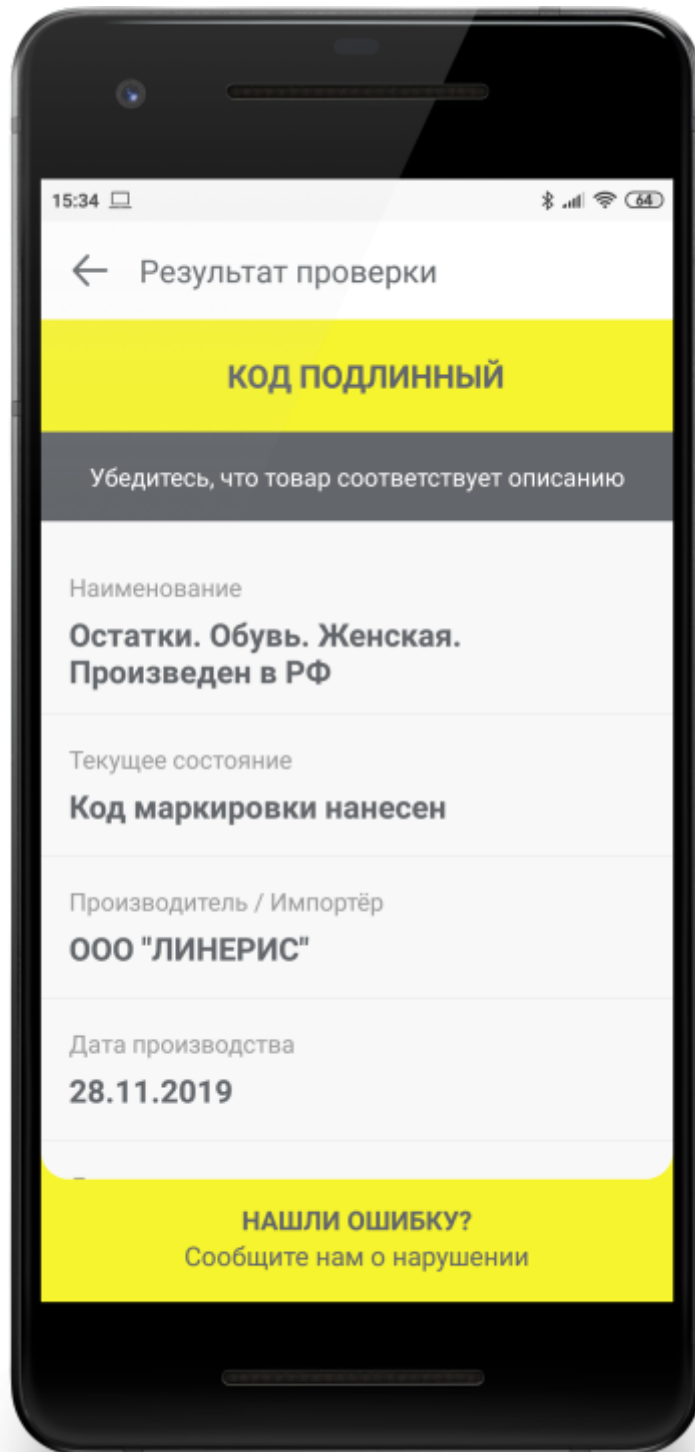 15:34
64
Результат проверки
КОД ПОДЛИННЫЙ
Убедитесь, что товар соответствует описанию
Наименование
Остатки. Обувь. Женская.
Произведен в РФ
Текущее состояние
Код маркировки нанесен
Производитель / Импортёр
ООО "ЛИНЕРИС"
Дата производства
28.11.2019
НАШЛИ ОШИБКУ?
Сообщите нам о нарушении